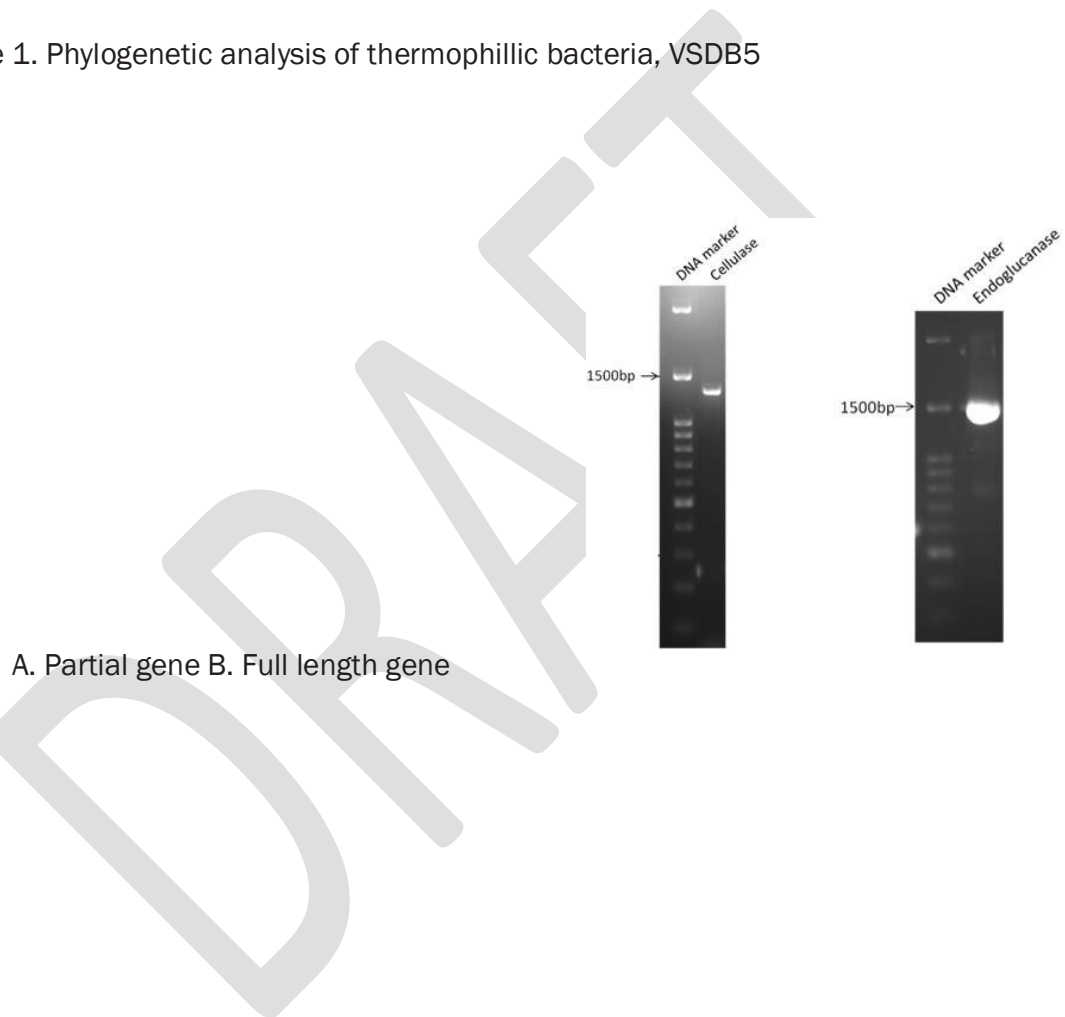 e 1. Phylogenetic analysis of thermophillic bacteria, VSDB5
DNA marker
Cellulase
1500bp
DNA marker
Endoglucanase
1500bp
A. Partial gene B. Full length gene
DRAFT